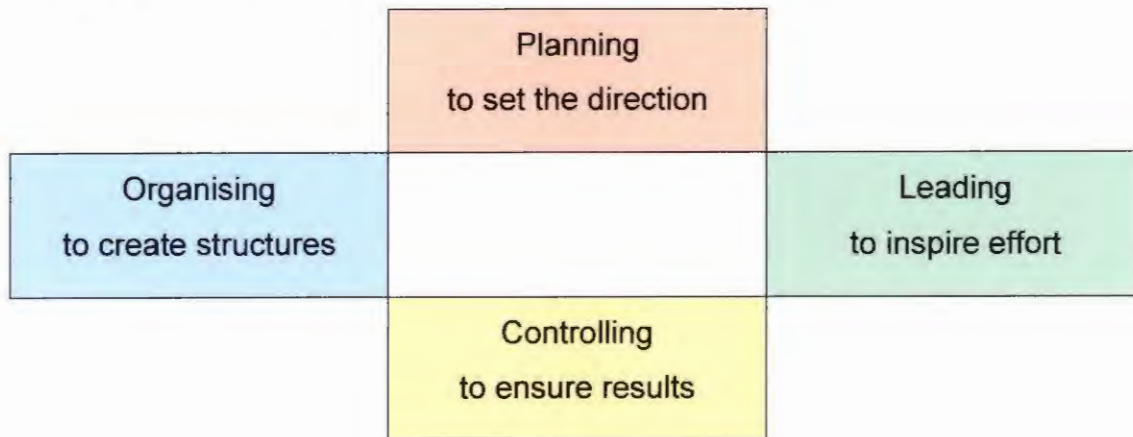 Planning
to set the direction
Organising
to create structures
Leading
to inspire effort
Controlling
to ensure results